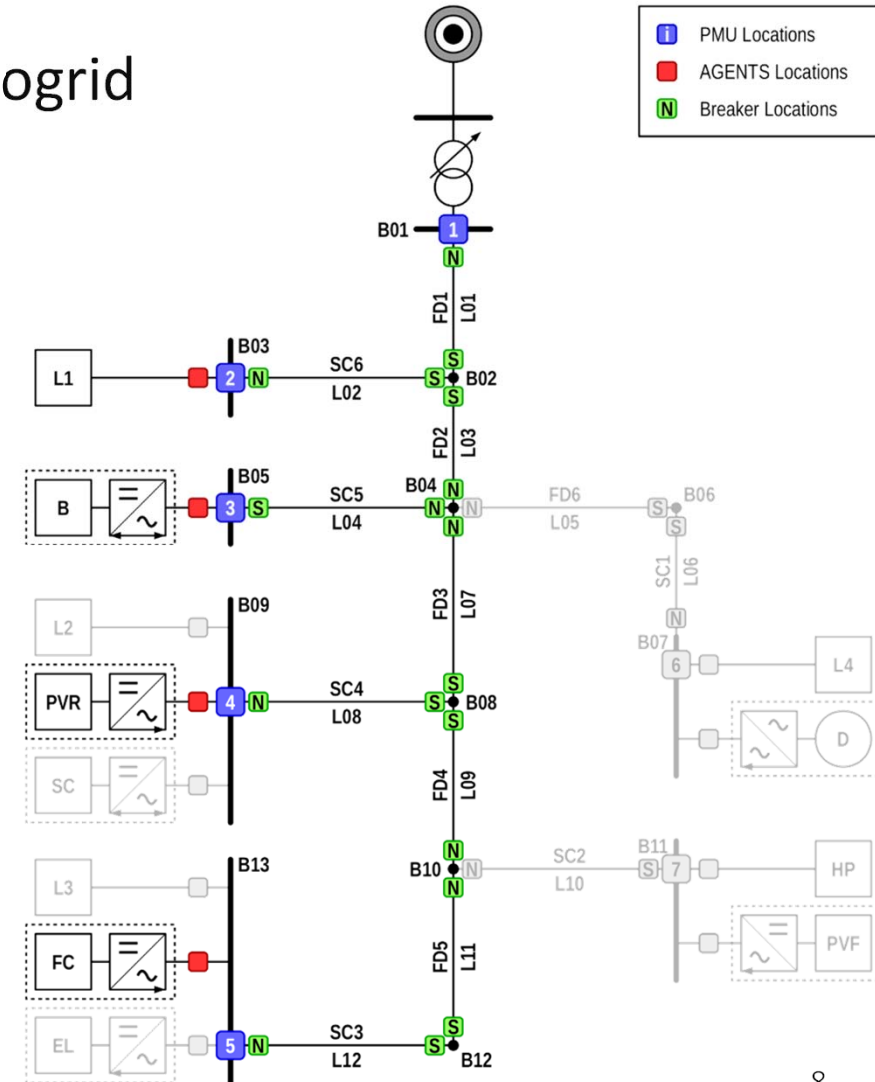 ogrid
i PMU Locations
AGENTS Locations
N Breaker Locations
B01 1
N
FD1 L01
B03
L1 2 N SC6 S S B02
L02 S
FD2 L03
B05 B04 N
B 3 S SC5 N N FD6 S B06
L04 N L05 S
SC1 L06
FD3 L07
B09
L2 N
B07
6 L4
PVR 4 N SC4 S S B08
L08 S
D
SC
FD4 L09
B13 N B11
L3 B10 N SC2 S 7 HP
N L10
FC FD5 L11 PVF
S
EL 5 N SC3 S
L12 B12
8